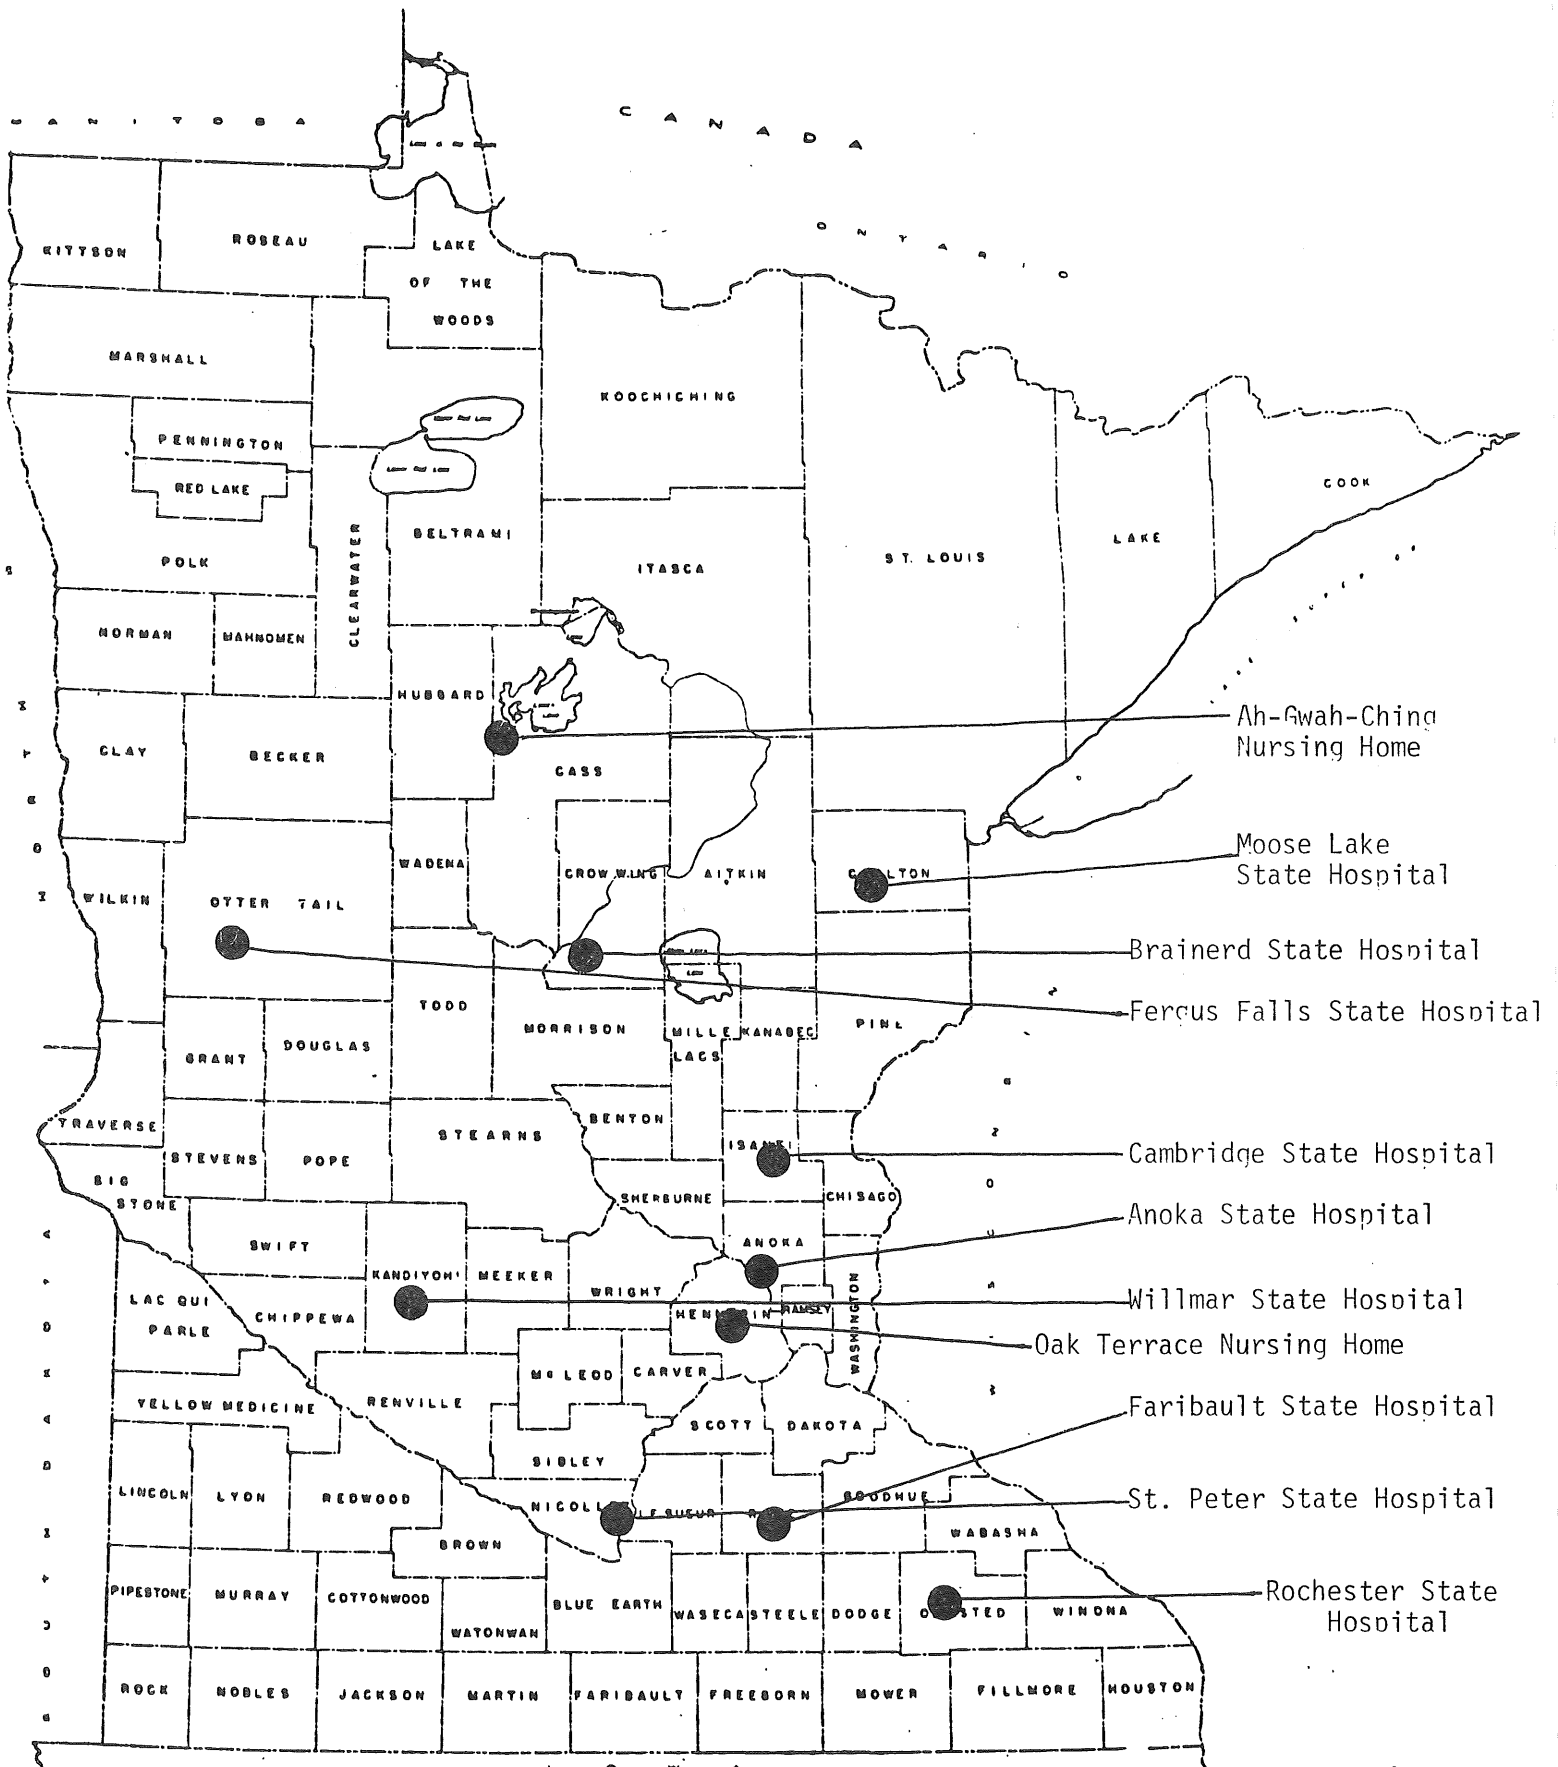 MANITOBA
CANADA
ONTARIO
KITTSON
ROSEAU
LAKE
OF THE
WOODS
MARSHALL
KOOCHICHING
PENNINGTON
RED LAKE
COOK
CLEARWATER
BELTRAMI
POLK
ITASCA
ST. LOUIS
LAKE
NORMAN
MAHNOMEN
HUBBARD
Ah-Gwah-Ching
Nursing Home
CLAY
BECKER
CASS
Moose Lake
State Hospital
WADENA
CROW WING
AITKIN
WILKIN
OTTER TAIL
Brainerd State Hospital
Fergus Falls State Hospital
TODD
MORRISON
MILLE
LACS
KANABEC
PINE
GRANT
DOUGLAS
TRAVERSE
BENTON
STEARNS
STEVENS
POPE
Cambridge State Hospital
BIG
STONE
SHERBURNE
CHISAGO
Anoka State Hospital
SWIFT
ANOKA
KANDIYOHI
MEEKER
WRIGHT
Willmar State Hospital
LAC QUI
PARLE
CHIPPEWA
RAMSEY
WASHINGTON
Oak Terrace Nursing Home
McLEOD
CARVER
YELLOW MEDICINE
RENVILLE
Faribault State Hospital
SCOTT
DAKOTA
SIBLEY
LINCOLN
LYON
REDWOOD
GOODHUE
St. Peter State Hospital
BROWN
WABASHA
PIPESTONE
MURRAY
COTTONWOOD
BLUE EARTH
WASECA
STEELE
DODGE
WINONA
Rochester State
Hospital
WATONWAN
ROCK
NOBLES
JACKSON
MARTIN
FARIBAULT
FREEBORN
MOWER
FILLMORE
HOUSTON